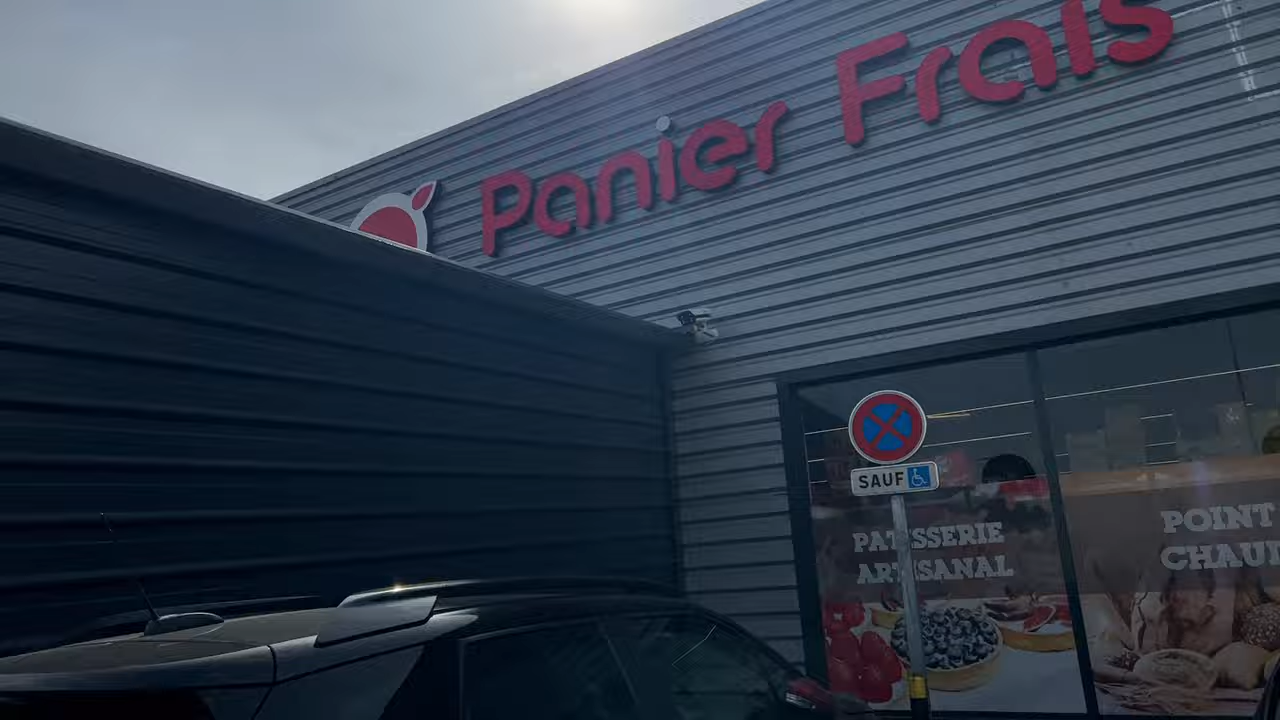 Panier Frais
SAUF
PATISSERIE
ARTISANAL
POINT
CHAUD